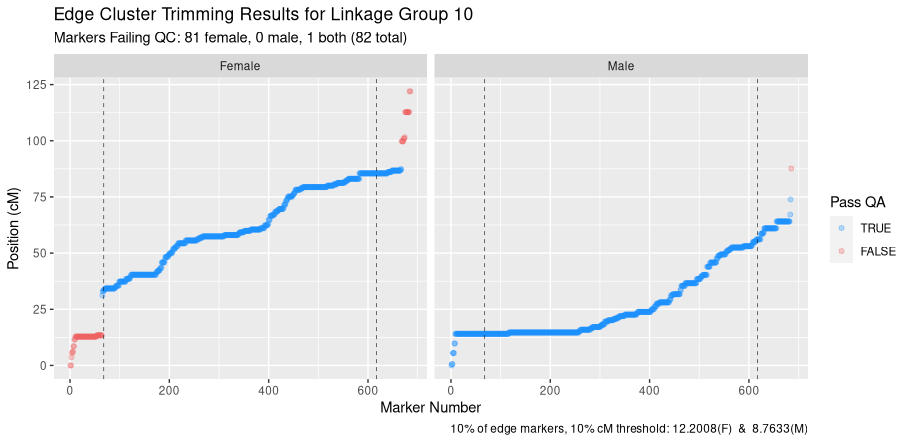 Edge Cluster Trimming Results for Linkage Group 10
Markers Failing QC: 81 female, 0 male, 1 both (82 total)
Female
Male
125
100
75
50
25
0
Position (cM)
0
200
400
600
0
200
400
600
Marker Number
Pass QA
TRUE
FALSE
10% of edge markers, 10% cM threshold: 12.2008(F) & 8.7633(M)